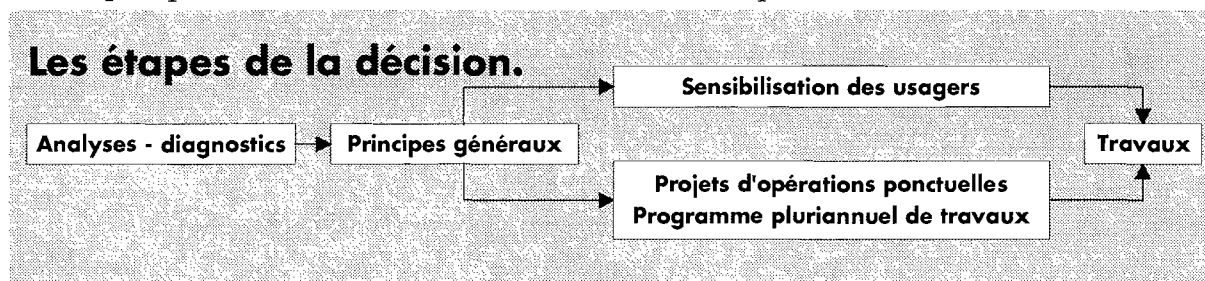 Les étapes de la décision.
Sensibilisation des usagers
Analyses - diagnostics
Principes généraux
Travaux
Projets d'opérations ponctuelles
Programme pluriannuel de travaux